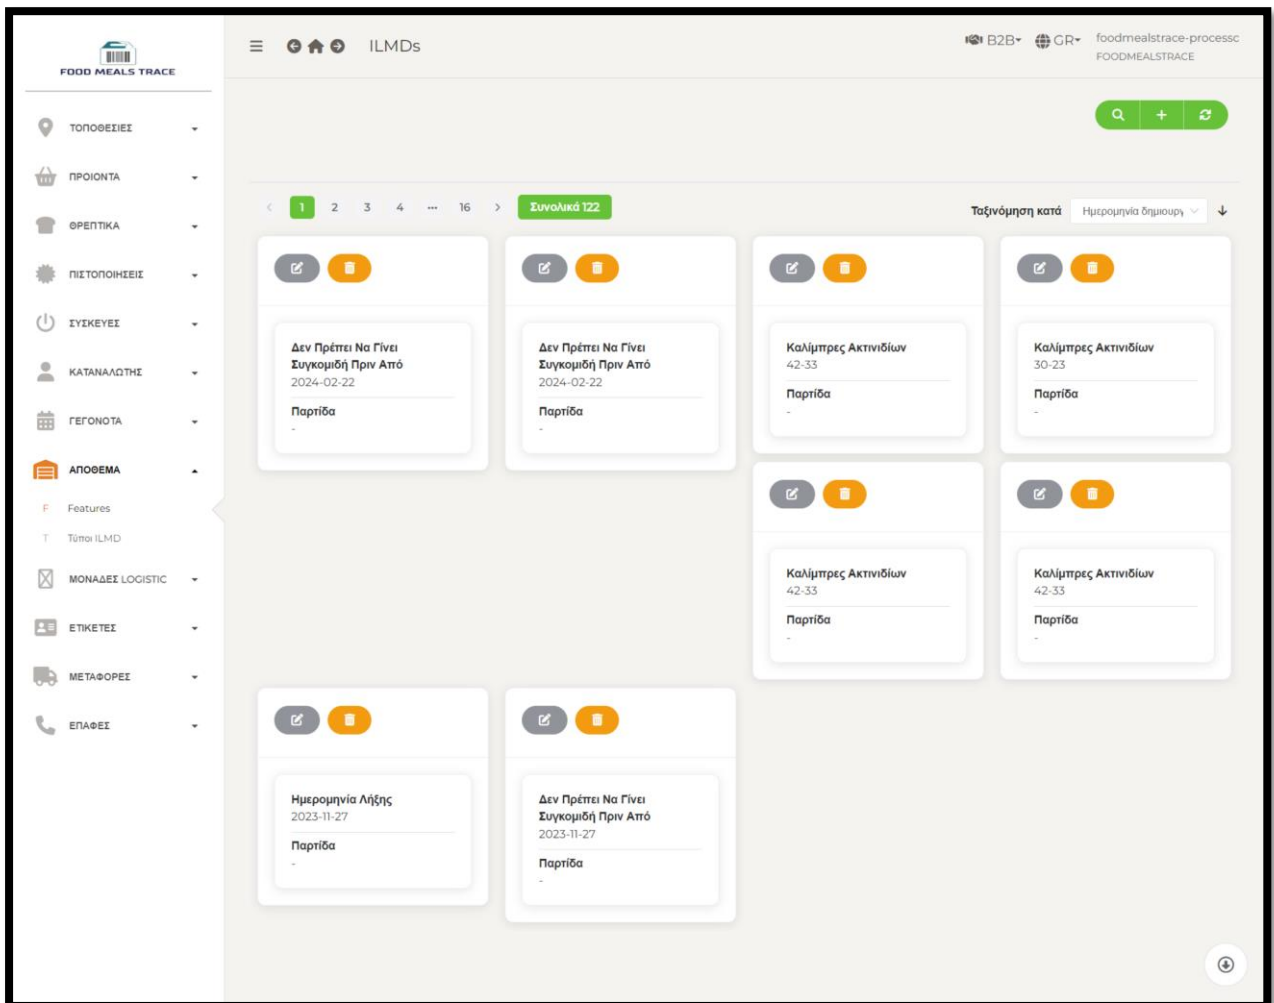 FOOD MEALS TRACE
ILMDs
B2B
GR
foodmealstrace-processc
FOODMEALSTRACE
ΤΟΠΟΘΕΣΙΕΣ
ΠΡΟΙΟΝΤΑ
ΘΡΕΠΤΙΚΑ
ΠΙΣΤΟΠΟΙΗΣΕΙΣ
ΣΥΣΚΕΥΕΣ
ΚΑΤΑΝΑΛΩΤΗΣ
ΓΕΓΟΝΟΤΑ
ΑΠΟΘΕΜΑ
F Features
T Τύποι ILMD
ΜΟΝΑΔΕΣ LOGISTIC
ΕΤΙΚΕΤΕΣ
ΜΕΤΑΦΟΡΕΣ
ΕΠΑΦΕΣ
< 1 2 3 4 ... 16 > Συνολικά 122
Ταξινόμηση κατά Ημερομηνία δημιουργ
Δεν Πρέπει Να Γίνει
Συγκομιδή Πριν Από
2024-02-22
Παρτίδα
-
Δεν Πρέπει Να Γίνει
Συγκομιδή Πριν Από
2024-02-22
Παρτίδα
-
Καλίμπρες Ακτινιδίων
42-33
Παρτίδα
-
Καλίμπρες Ακτινιδίων
30-23
Παρτίδα
-
Καλίμπρες Ακτινιδίων
42-33
Παρτίδα
-
Καλίμπρες Ακτινιδίων
42-33
Παρτίδα
-
Ημερομηνία Λήξης
2023-11-27
Παρτίδα
-
Δεν Πρέπει Να Γίνει
Συγκομιδή Πριν Από
2023-11-27
Παρτίδα
-